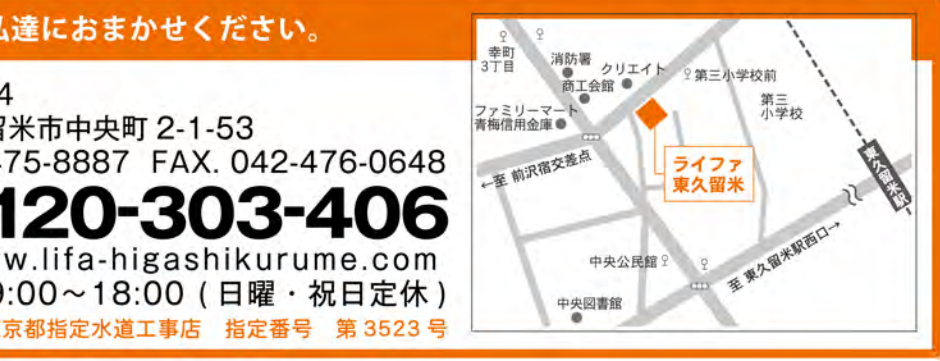 達におまかせください。
4
留米市中央町 2-1-53
475-8887 FAX. 042-476-0648
120-303-406
w.lifa-higashikurume.com
9:00～18:00 ( 日曜・祝日定休 )
京都指定水道工事店 指定番号 第 3523 号
幸町
3丁目
消防署
クリエイト
商工会館
第三小学校前
第三
小学校
ファミリーマート
青梅信用金庫
←至 前沢宿交差点
ライファ
東久留米
東久留米駅
中央公民館
至 東久留米駅西口→
中央図書館